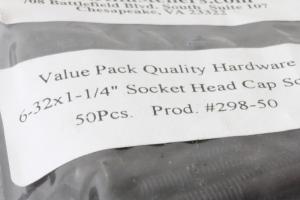 708 Battlefield Blvd. South, Suite 107
Chesapeake, VA 23322
Value Pack Quality Hardware
6-32x1-1/4" Socket Head Cap Sc
50Pcs. Prod. #298-50